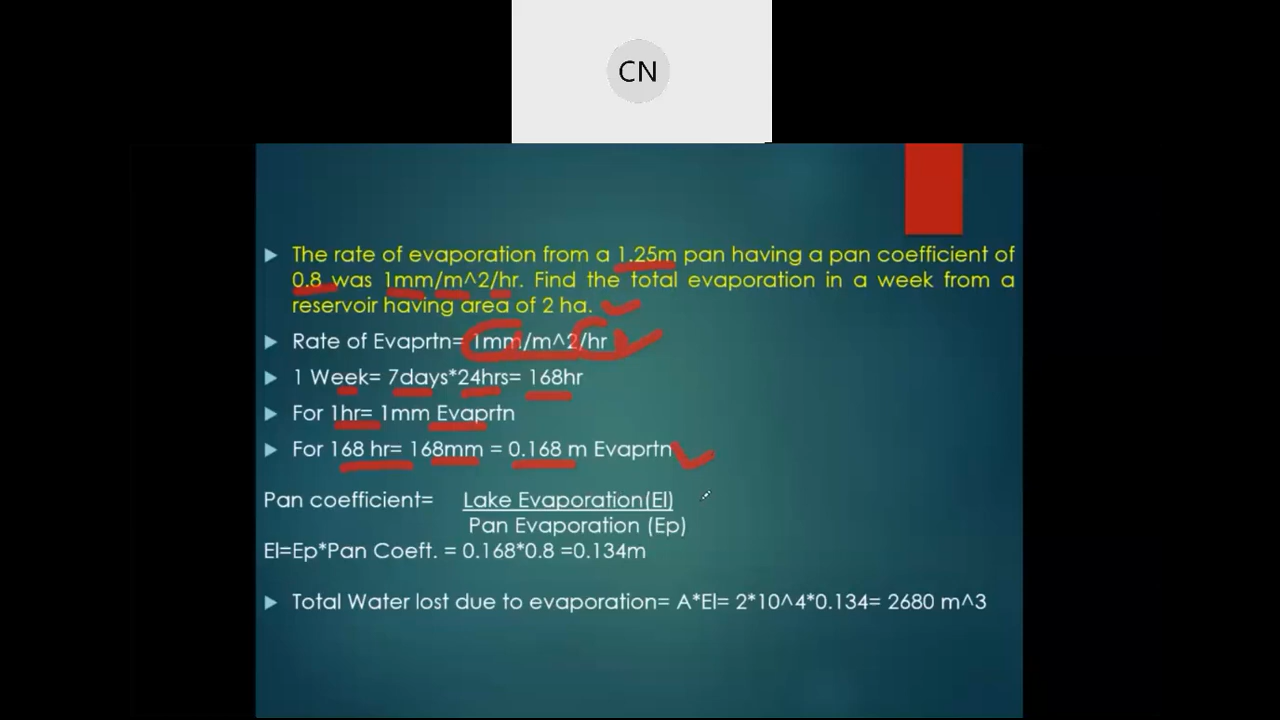 CN
The rate of evaporation from a 1.25m pan having a pan coefficient of
0.8 was 1mm/m^2/hr. Find the total evaporation in a week from a
reservoir having area of 2 ha.
Rate of Evaprtn= 1mm/m^2/hr
1 Week= 7days*24hrs= 168hr
For 1hr= 1mm Evaprtn
For 168 hr= 168mm = 0.168 m Evaprtn
Pan coefficient= Lake Evaporation(El)
Pan Evaporation (Ep)
El=Ep*Pan Coeft. = 0.168*0.8 =0.134m
Total Water lost due to evaporation= A*El= 2*10^4*0.134= 2680 m^3